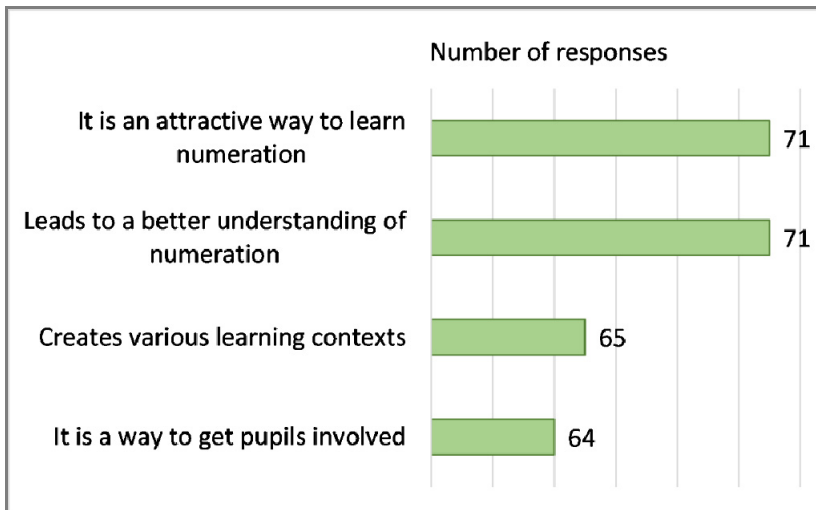 Number of responses
It is an attractive way to learn
numeration
71
Leads to a better understanding of
numeration
71
Creates various learning contexts
65
It is a way to get pupils involved
64